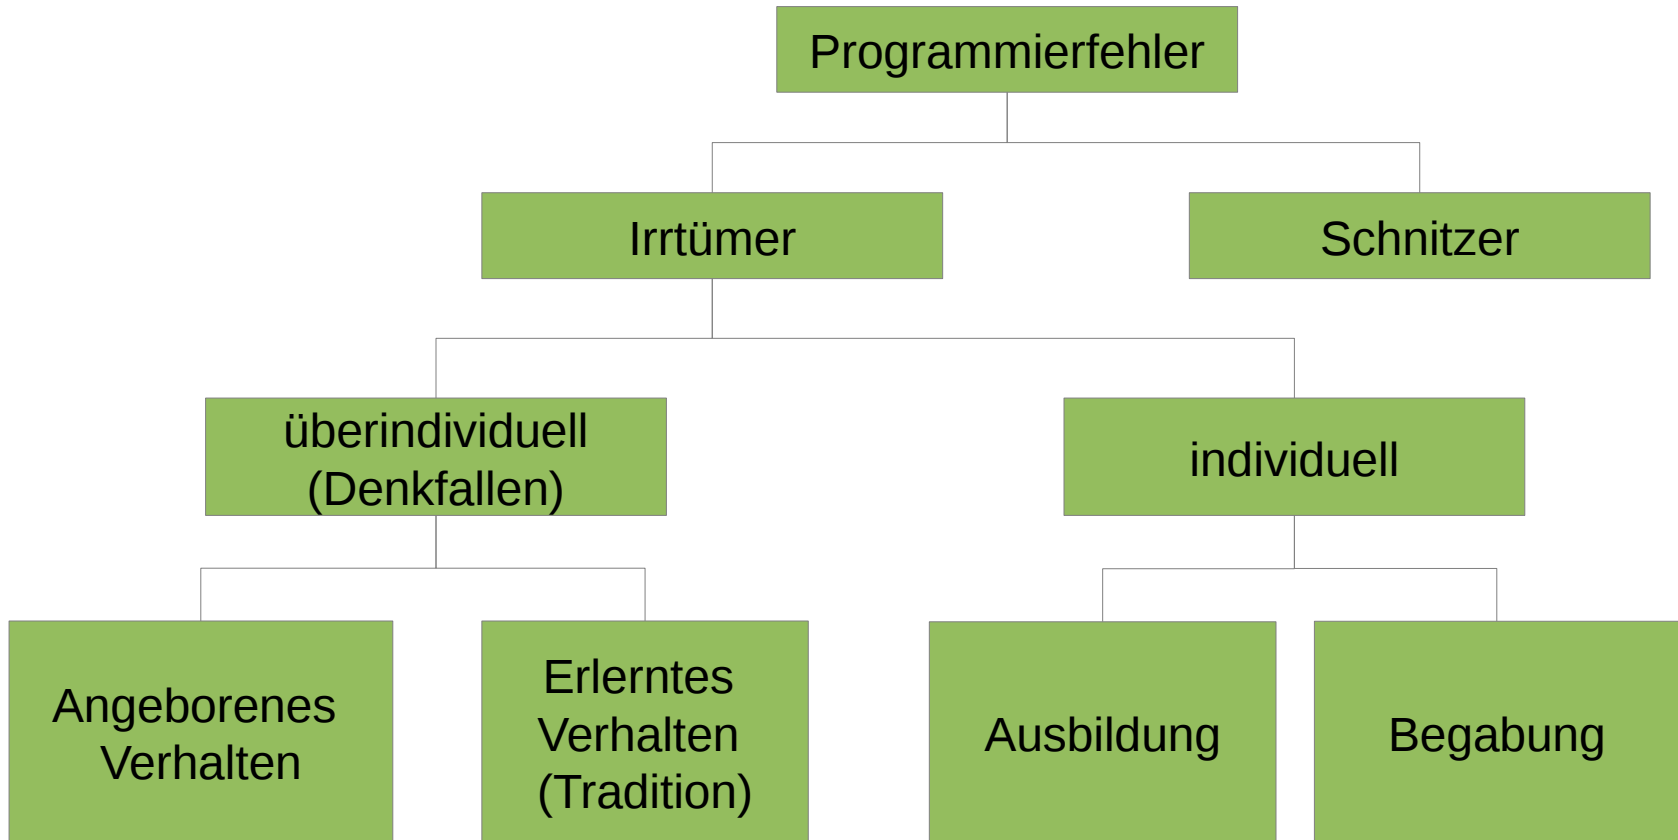 Programmierfehler
Irrtümer
Schnitzer
überindividuell
(Denkfallen)
individuell
Angeborenes
Verhalten
Erlerntes
Verhalten
(Tradition)
Ausbildung
Begabung